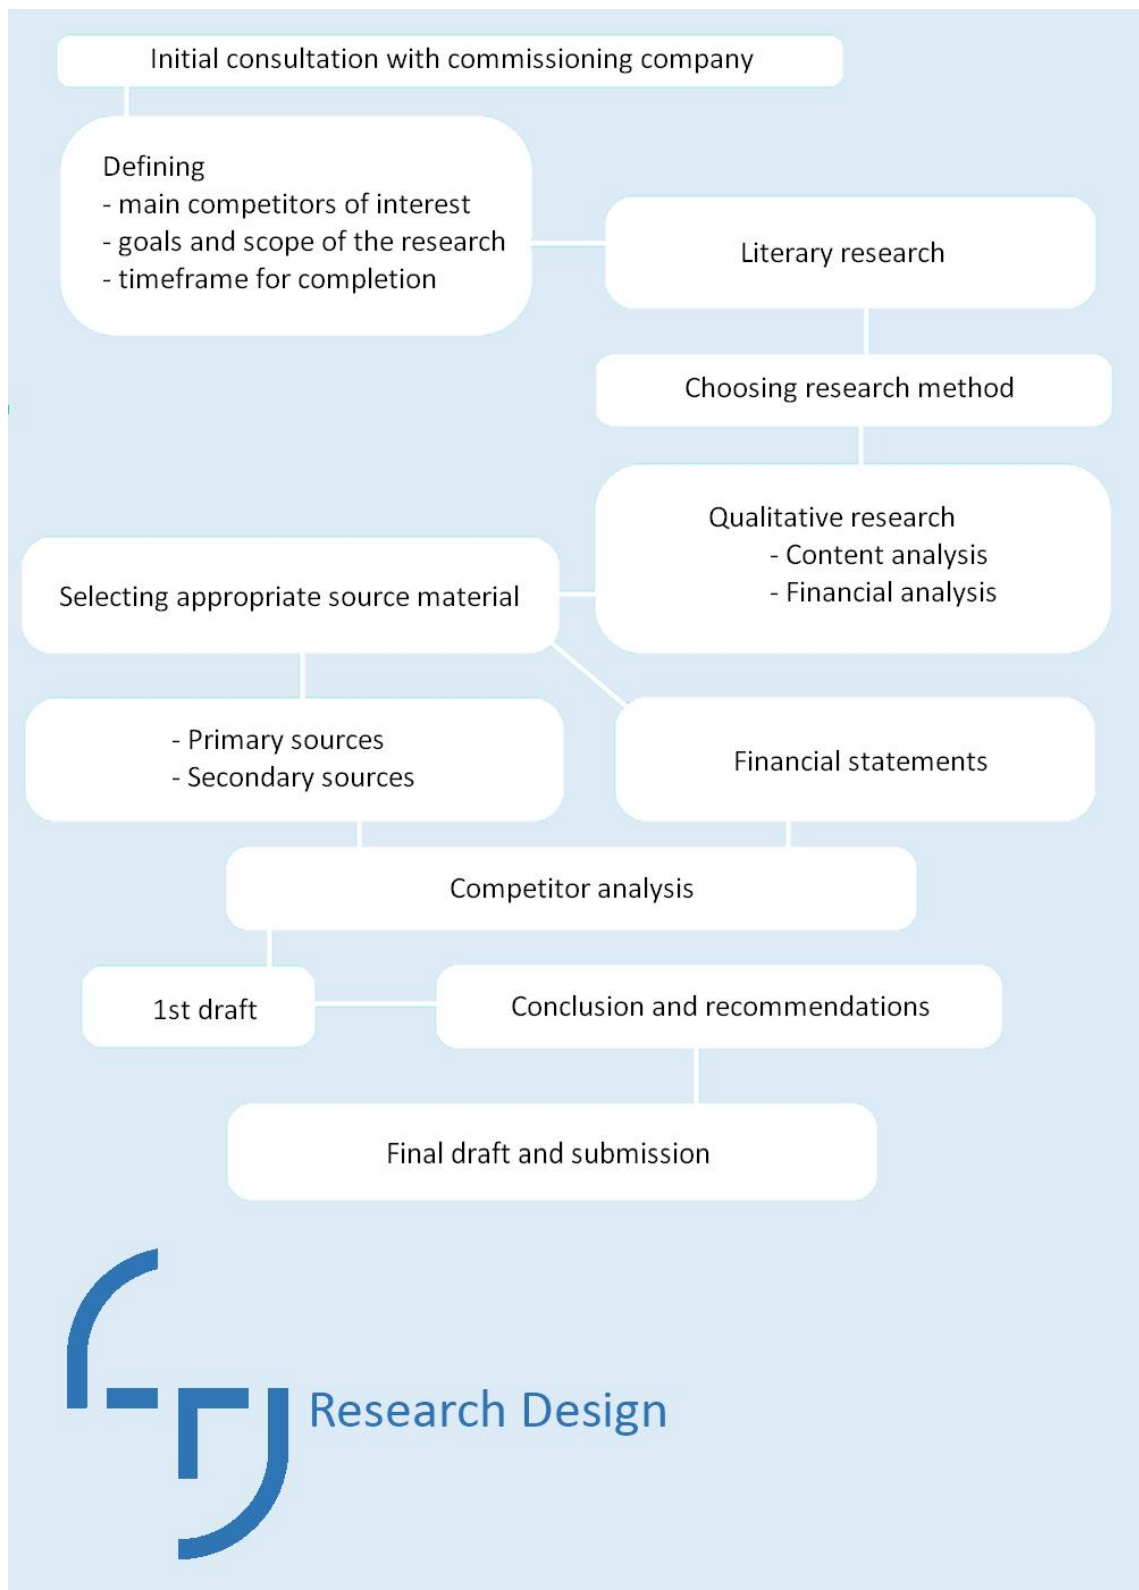 Initial consultation with commissioning company
Defining
- main competitors of interest
- goals and scope of the research
- timeframe for completion
Literary research
Choosing research method
Qualitative research
- Content analysis
- Financial analysis
Selecting appropriate source material
- Primary sources
- Secondary sources
Financial statements
Competitor analysis
1st draft
Conclusion and recommendations
Final draft and submission
Research Design